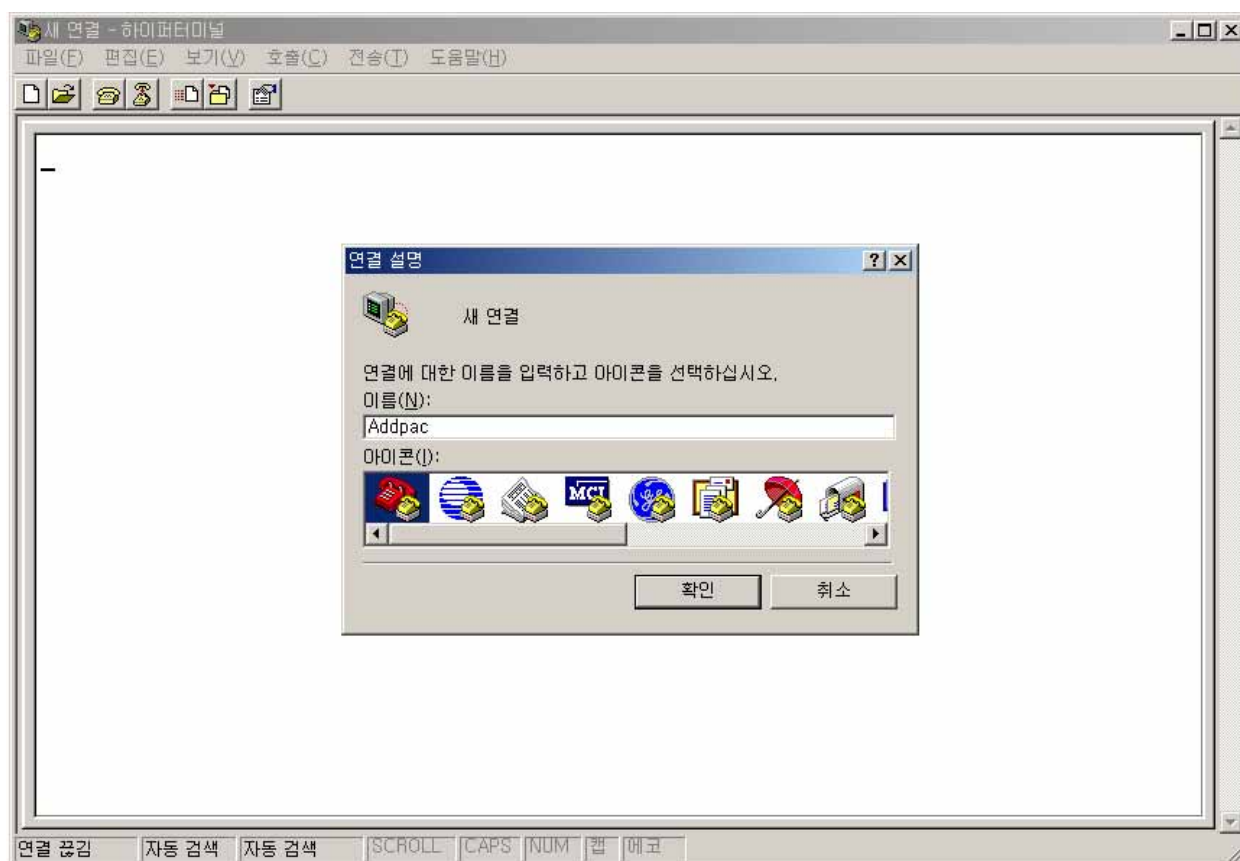 새 연결 - 하이퍼터미널
파일(F) 편집(E) 보기(V) 호출(C) 전송(T) 도움말(H)
연결 설명
새 연결
연결에 대한 이름을 입력하고 아이콘을 선택하십시오.
이름(N):
Addpac
아이콘(I):
MCI
확인 취소
연결 끊김 자동 검색 자동 검색 SCROLL CAPS NUM 캡 에코